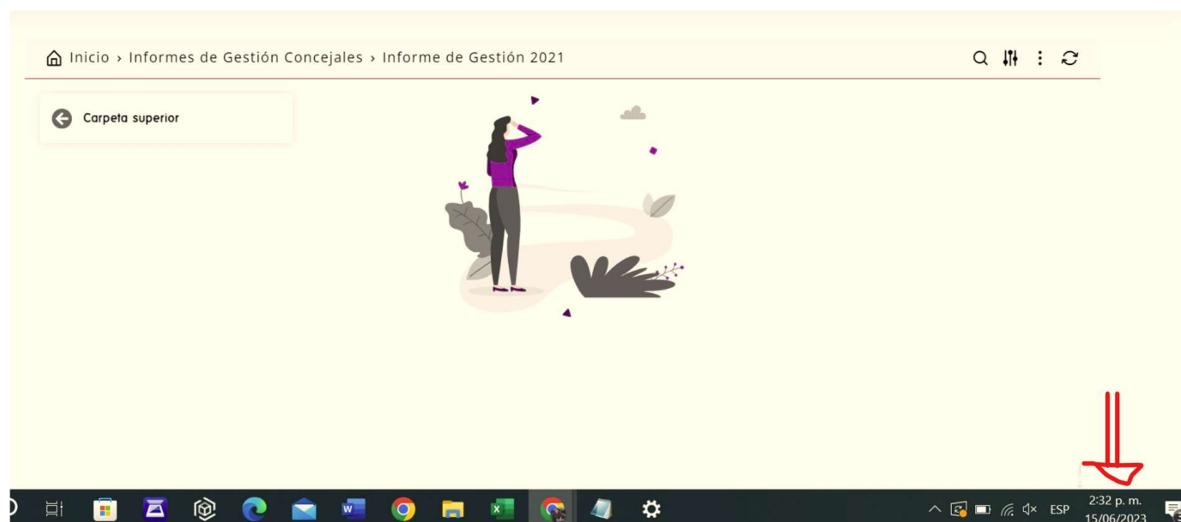 Inicio › Informes de Gestión Concejales › Informe de Gestión 2021
Carpeta superior
ESP
2:32 p. m.
15/06/2023